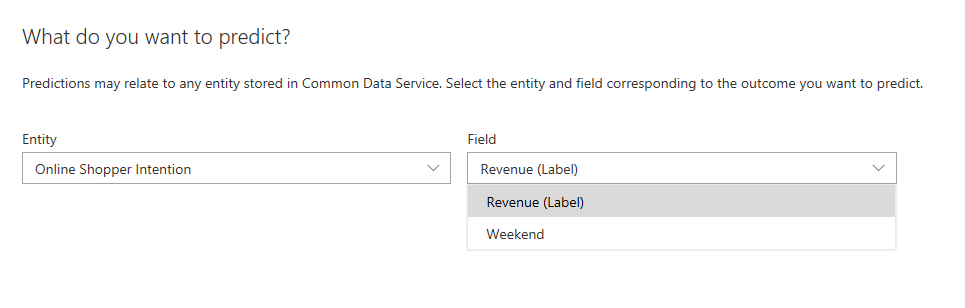 What do you want to predict?
Predictions may relate to any entity stored in Common Data Service. Select the entity and field corresponding to the outcome you want to predict.
Entity
Field
Online Shopper Intention
Revenue (Label)
Revenue (Label)
Weekend